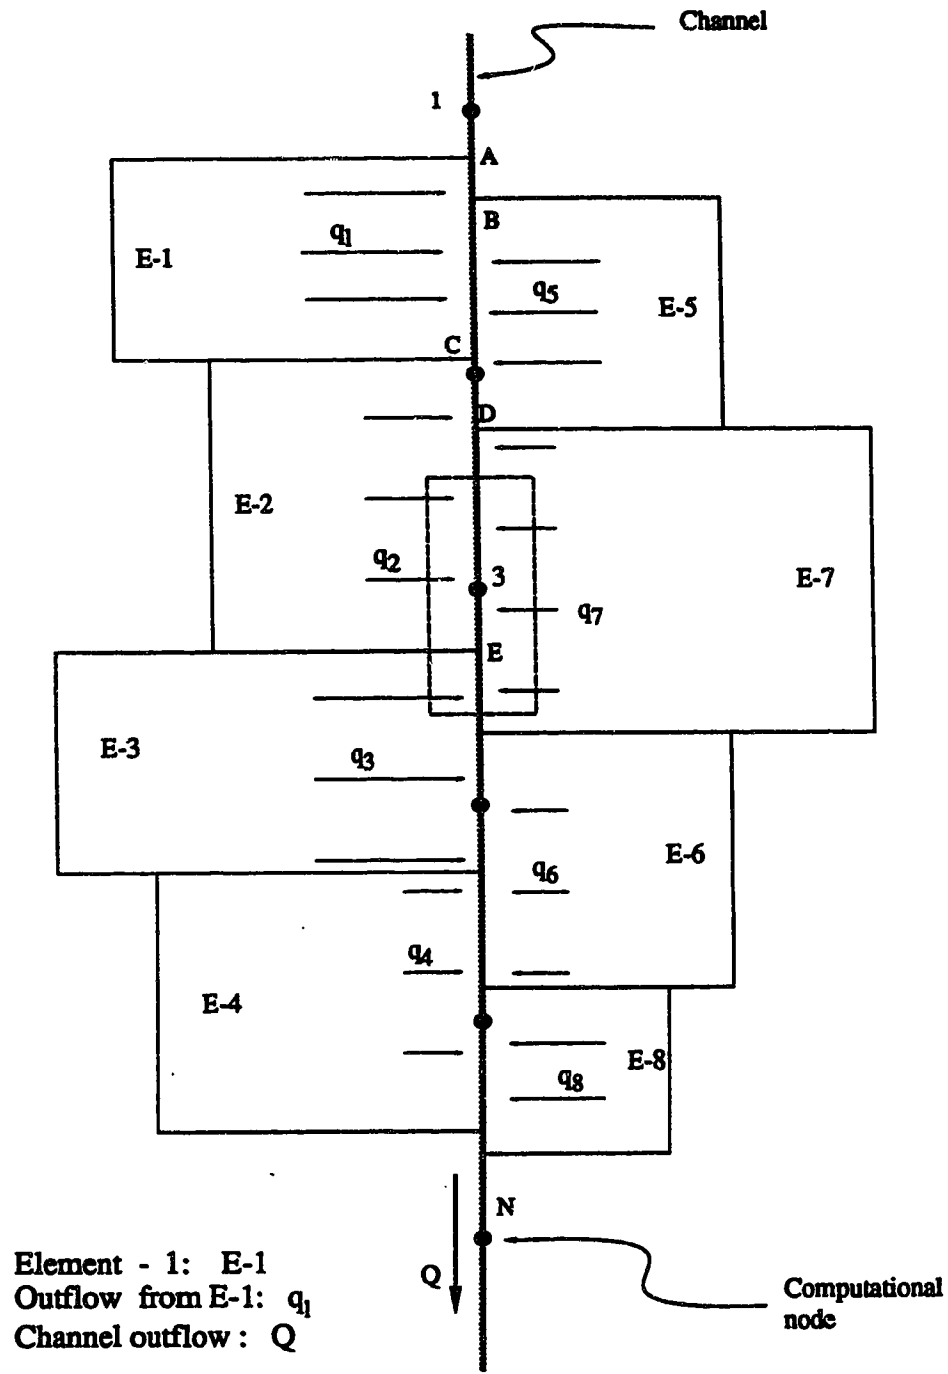 Channel
1
A
B
q1
E-1
q5
E-5
C
D
E-2
q2
3
E-7
q7
E
E-3
q3
E-6
q6
q4
E-4
E-8
q8
N
Element - 1: E-1
Outflow from E-1: q1
Channel outflow : Q
Q
Computational
node